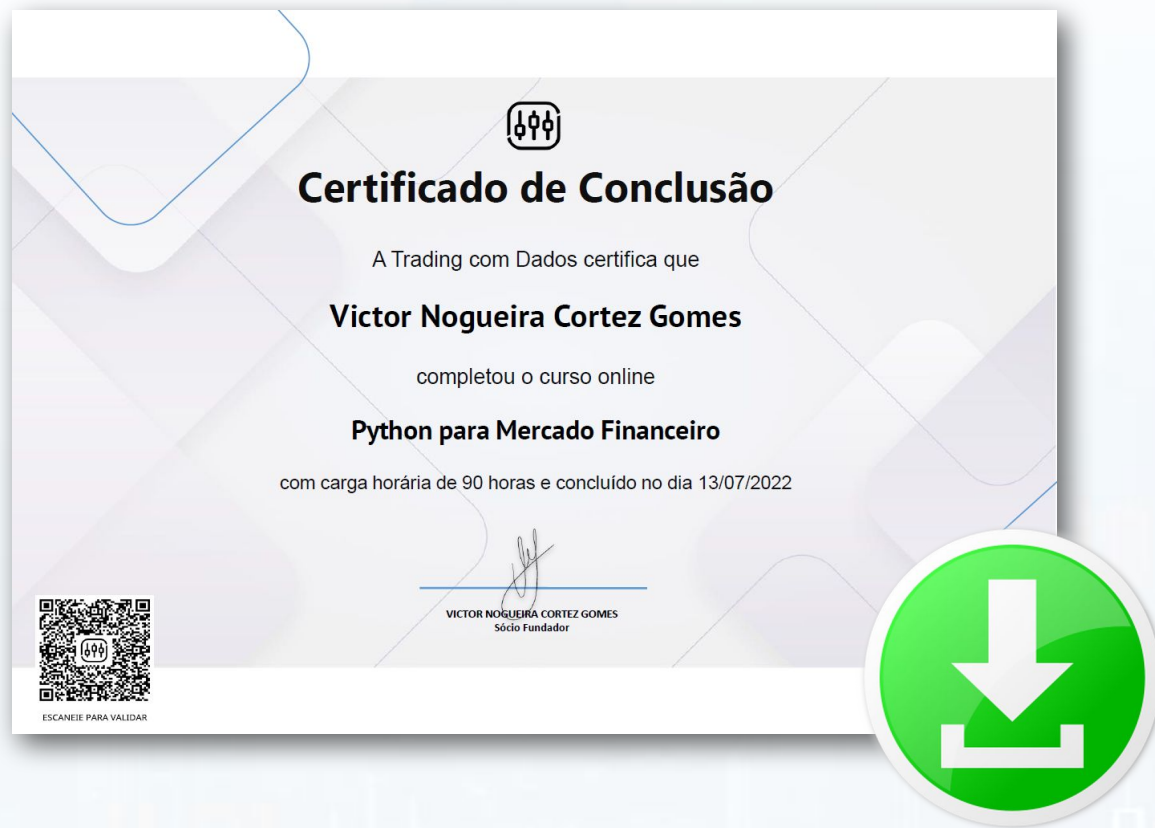 Certificado de Conclusão
A Trading com Dados certifica que
Victor Nogueira Cortez Gomes
completou o curso online
Python para Mercado Financeiro
com carga horária de 90 horas e concluído no dia 13/07/2022
VICTOR NOGUEIRA CORTEZ GOMES
Sócio Fundador
ESCANEIE PARA VALIDAR